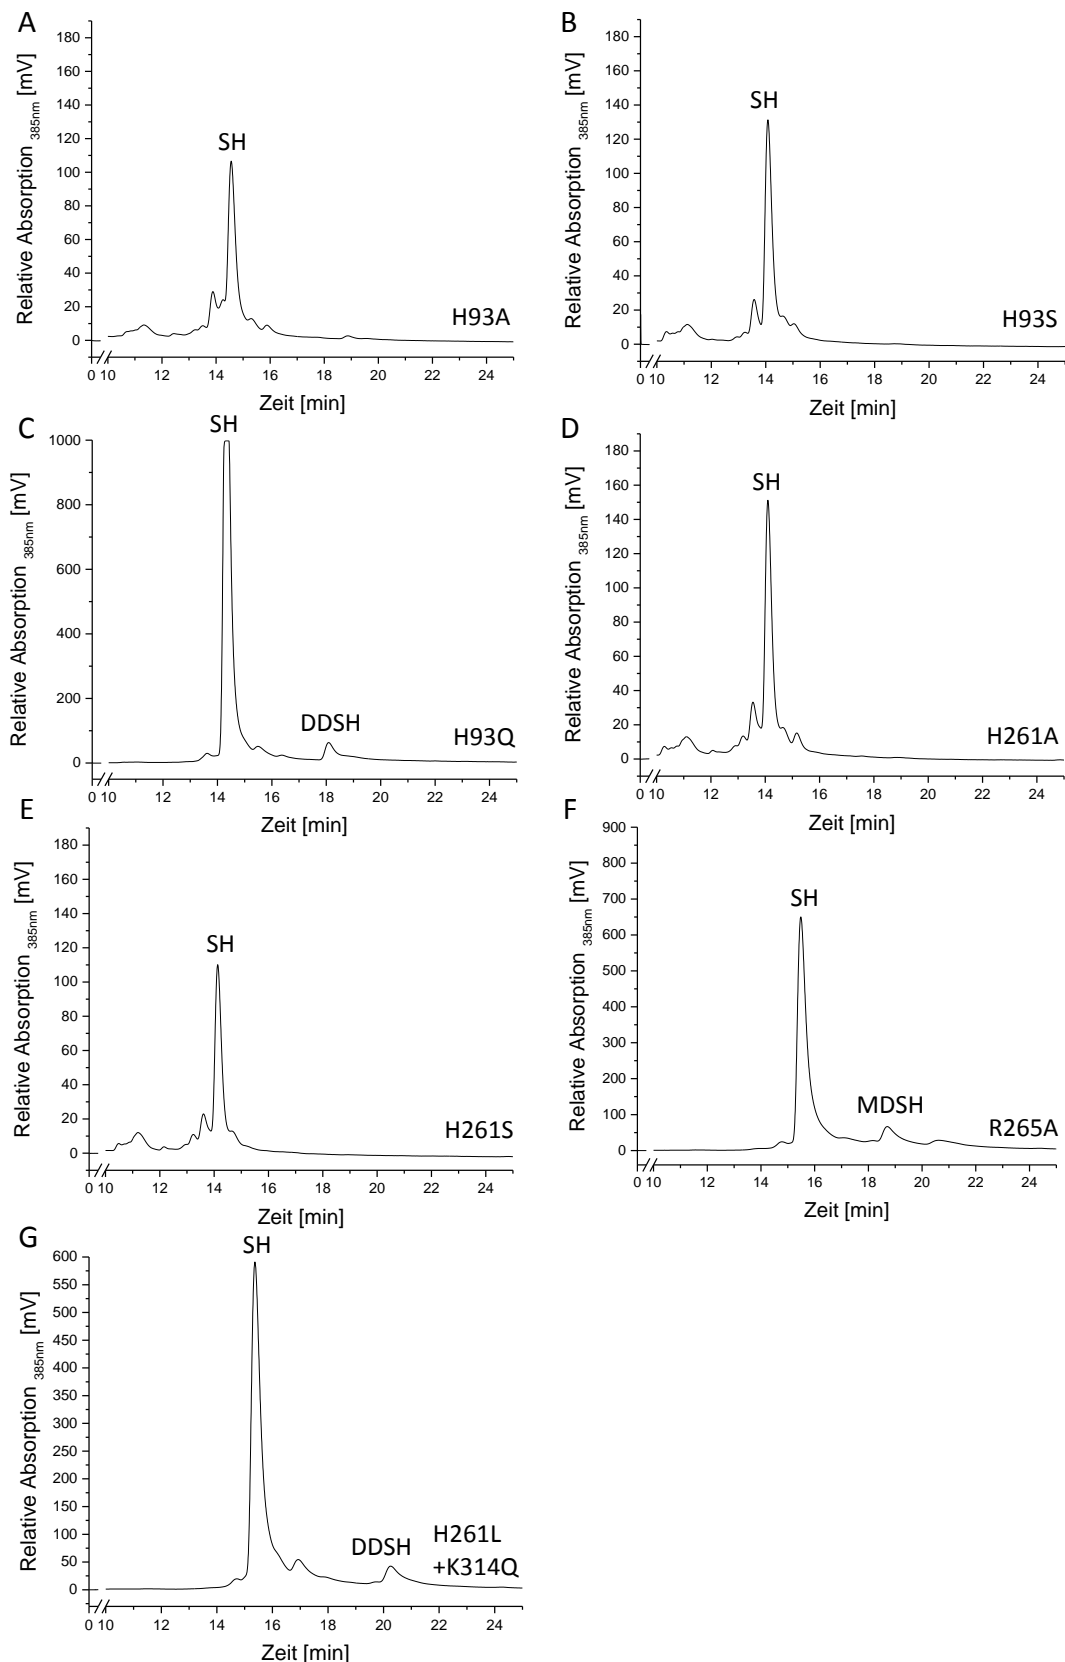 A
Relative Absorption 385nm [mV]
180
160
140
120
100
80
60
40
20
0
SH
H93A
0 10 12 14 16 18 20 22 24
Zeit [min]
B
Relative Absorption 385nm [mV]
180
160
140
120
100
80
60
40
20
0
SH
H93S
0 10 12 14 16 18 20 22 24
Zeit [min]
C
Relative Absorption 385nm [mV]
1000
800
600
400
200
0
SH
DDSH
H93Q
0 10 12 14 16 18 20 22 24
Zeit [min]
D
Relative Absorption 385nm [mV]
180
160
140
120
100
80
60
40
20
0
SH
H261A
0 10 12 14 16 18 20 22 24
Zeit [min]
E
Relative Absorption 385nm [mV]
180
160
140
120
100
80
60
40
20
0
SH
H261S
0 10 12 14 16 18 20 22 24
Zeit [min]
F
Relative Absorption 385nm [mV]
900
800
700
600
500
400
300
200
100
0
SH
MDSH
R265A
0 10 12 14 16 18 20 22 24
Zeit [min]
G
Relative Absorption 385nm [mV]
600
550
500
450
400
350
300
250
200
150
100
50
0
SH
DDSH
H261L
+K314Q
0 10 12 14 16 18 20 22 24
Zeit [min]